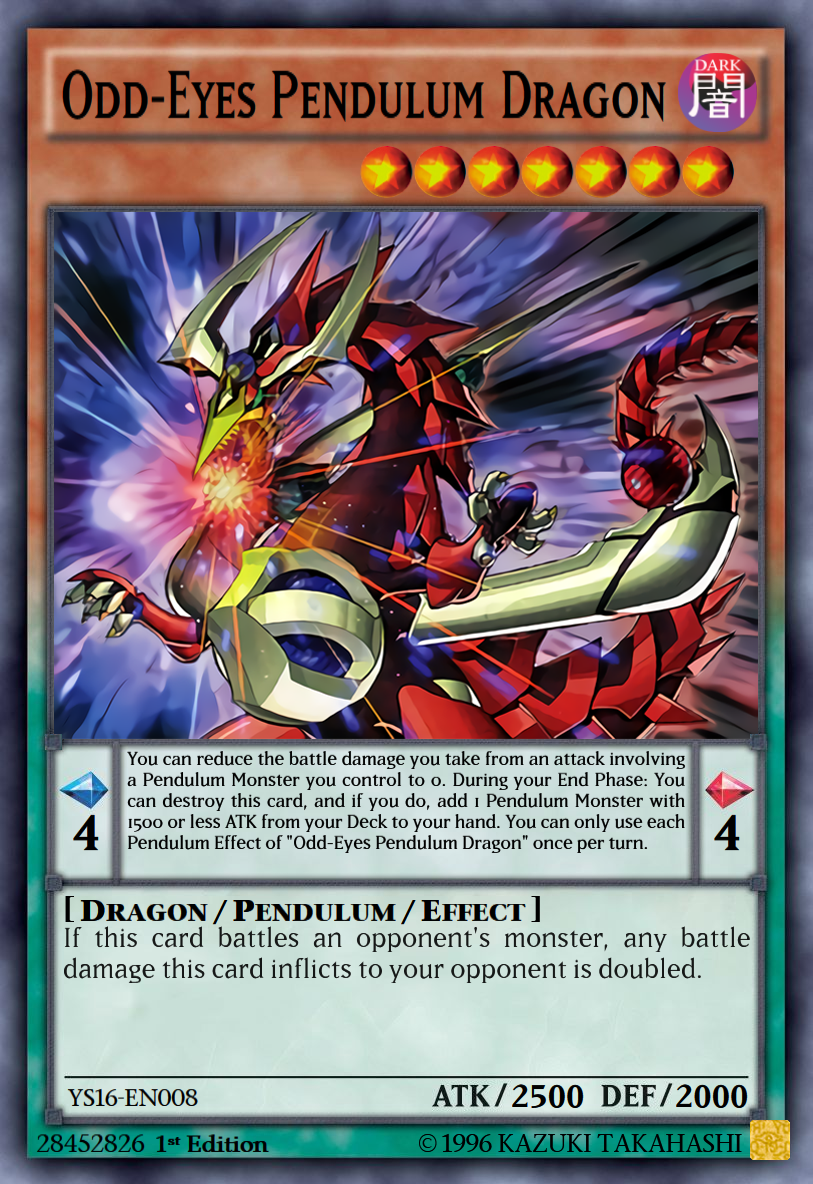 Odd-Eyes Pendulum Dragon
DARK
闇
You can reduce the battle damage you take from an attack involving
a Pendulum Monster you control to 0. During your End Phase: You
can destroy this card, and if you do, add 1 Pendulum Monster with
1500 or less ATK from your Deck to your hand. You can only use each
Pendulum Effect of "Odd-Eyes Pendulum Dragon" once per turn.
4
4
[ Dragon / Pendulum / Effect ]
If this card battles an opponent's monster, any battle
damage this card inflicts to your opponent is doubled.
YS16-EN008
ATK/2500 DEF/2000
28452826 1st Edition
©1996 KAZUKI TAKAHASHI